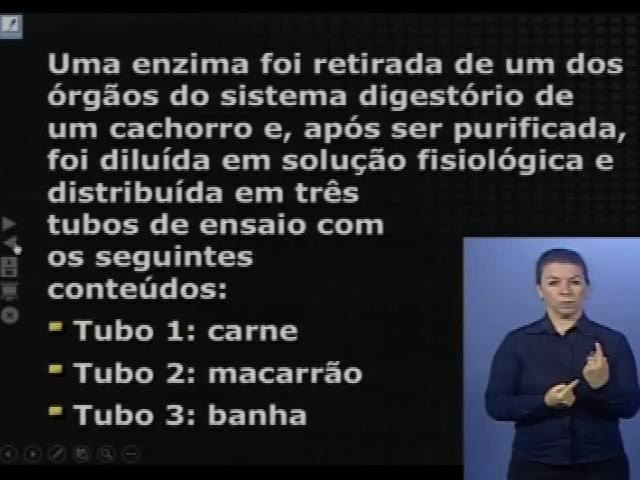 Uma enzima foi retirada de um dos
órgãos do sistema digestório de
um cachorro e, após ser purificada,
foi diluída em solução fisiológica e
distribuída em três
tubos de ensaio com
os seguintes
conteúdos:
Tubo 1: carne
Tubo 2: macarrão
Tubo 3: banha